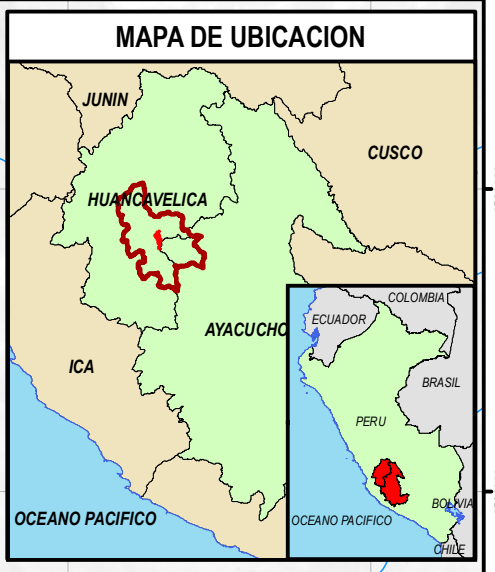 MAPA DE UBICACION
JUNIN
CUSCO
HUANCAVELICA
AYACUCHO
ICA
OCEANO PACIFICO
COLOMBIA
ECUADOR
BRASIL
PERU
BOLIVIA
OCEANO PACIFICO
CHILE